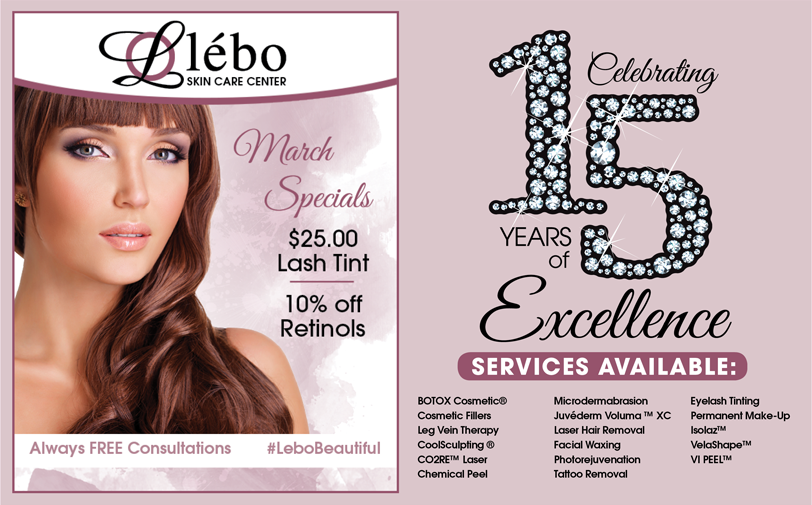 lébo
SKIN CARE CENTER
March
Specials
$25.00
Lash Tint
10% off
Retinols
Always FREE Consultations
#LeboBeautiful
Celebrating
15
YEARS
of
Excellence
SERVICES AVAILABLE:
BOTOX Cosmetic®
Cosmetic Fillers
Leg Vein Therapy
CoolSculpting ®
CO2RE™ Laser
Chemical Peel
Microdermabrasion
Juvéderm Voluma ™ XC
Laser Hair Removal
Facial Waxing
Photorejuvenation
Tattoo Removal
Eyelash Tinting
Permanent Make-Up
Isolaz™
VelaShape™
VI PEEL™